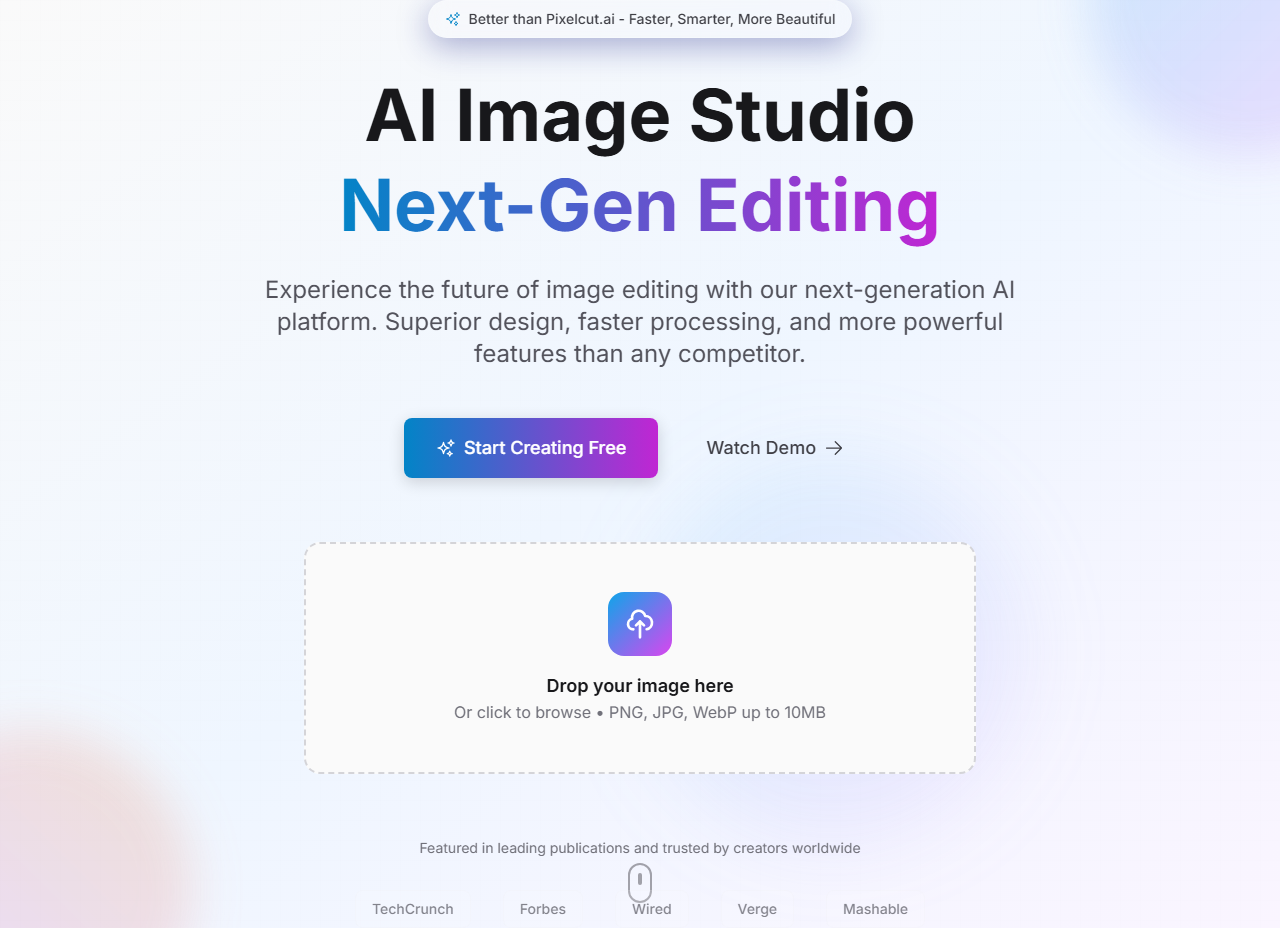 Better than Pixelcut.ai - Faster, Smarter, More Beautiful
AI Image Studio
Next-Gen Editing
Experience the future of image editing with our next-generation AI
platform. Superior design, faster processing, and more powerful
features than any competitor.
Start Creating Free
Watch Demo
Drop your image here
Or click to browse • PNG, JPG, WebP up to 10MB
Featured in leading publications and trusted by creators worldwide
TechCrunch Forbes Wired Verge Mashable